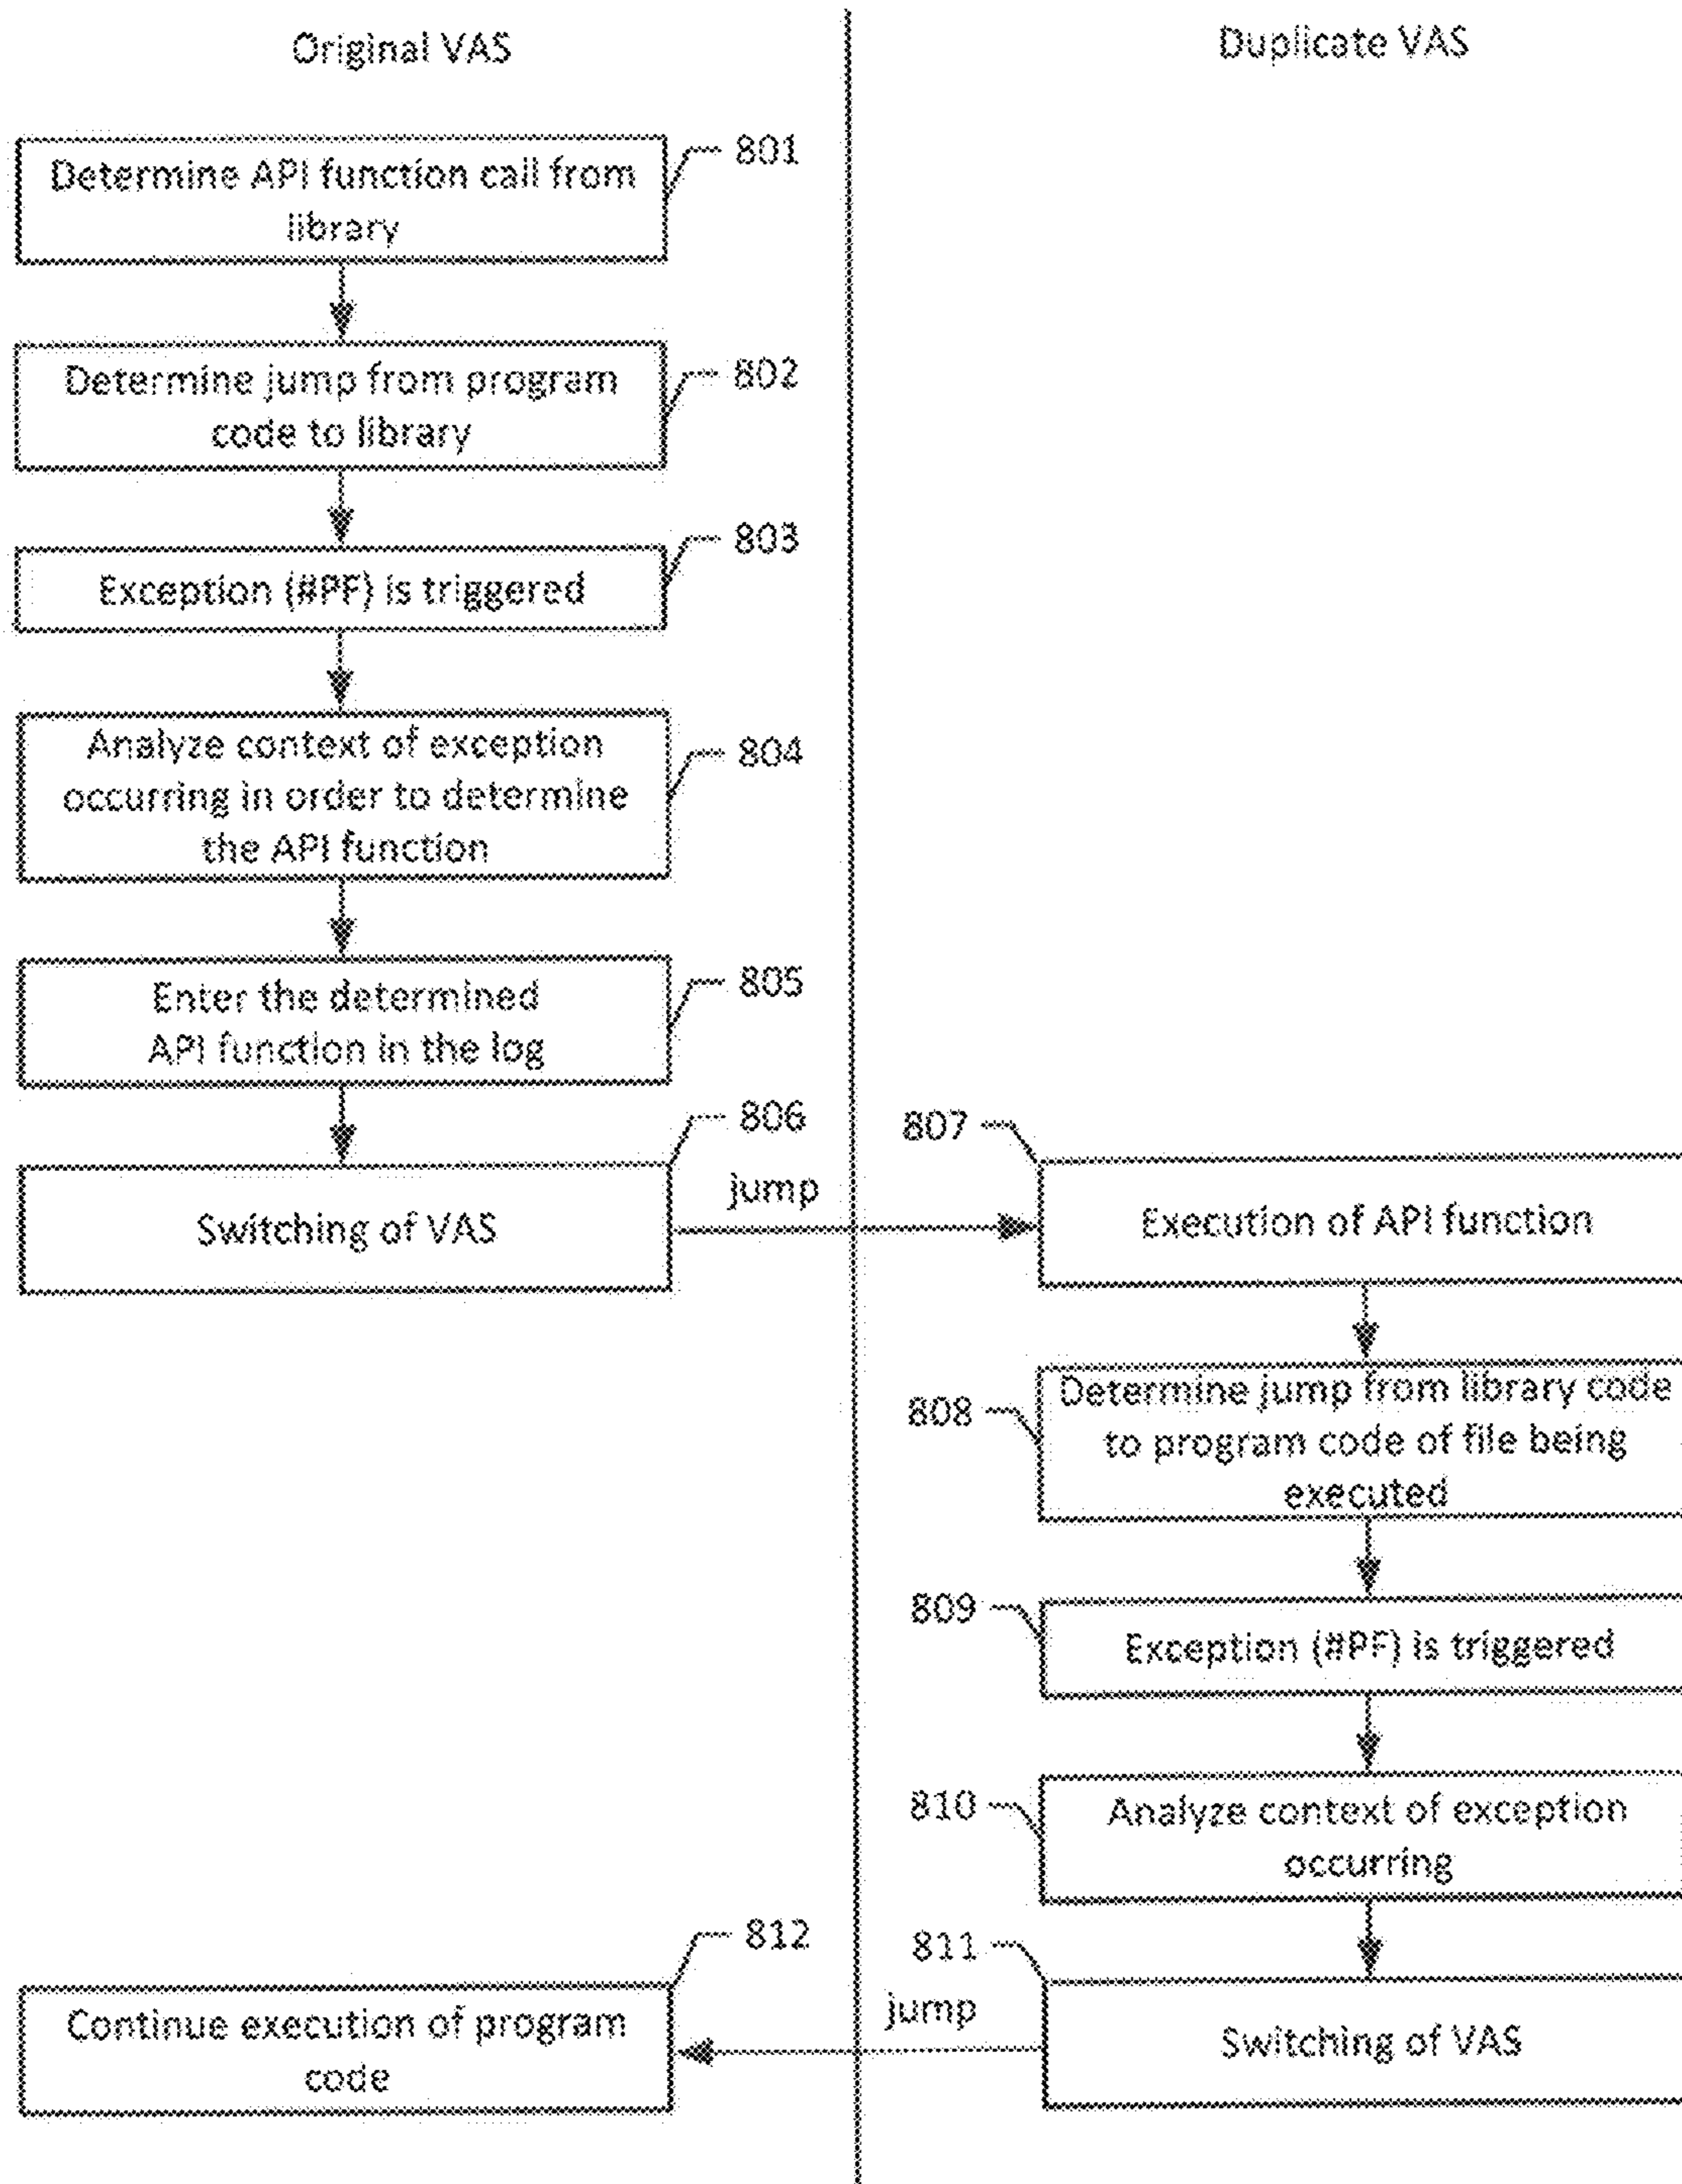 Original VAS
Duplicate VAS
801
Determine API function call from
library
802
Determine jump from program
code to library
803
Exception (#PF) is triggered
804
Analyze context of exception
occurring in order to determine
the API function
805
Enter the determined
API function in the log
806
Switching of VAS
jump
807
Execution of API function
808
Determine jump from library code
to program code of file being
executed
809
Exception (#PF) is triggered
810
Analyze context of exception
occurring
811
Switching of VAS
jump
812
Continue execution of program
code